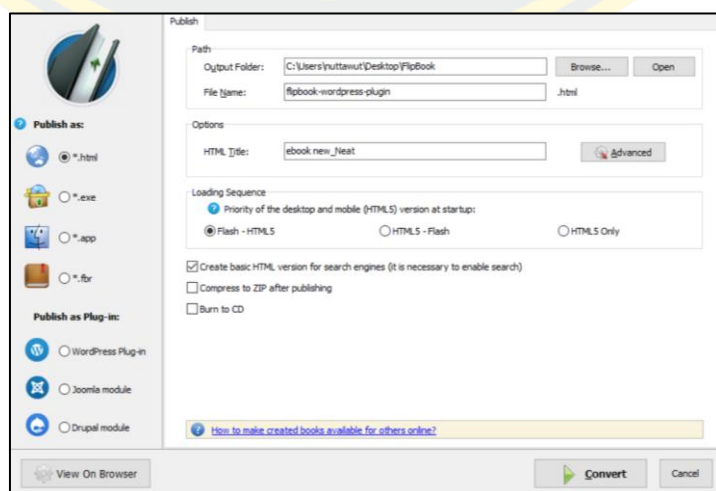 Publish
Path
Output Folder: C:\Users\nuttawut\Desktop\FlipBook Browse... Open
File Name: flipbook-wordpress-plugin .html
Publish as:
*.html
*.exe
*.app
*.fbr
Publish as Plug-in:
WordPress Plug-in
Joomla module
Drupal module
Options
HTML Title: ebook new_Neat Advanced
Loading Sequence
Priority of the desktop and mobile (HTML5) version at startup:
Flash - HTML5 HTML5 - Flash HTML5 Only
Create basic HTML version for search engines (it is necessary to enable search)
Compress to ZIP after publishing
Burn to CD
How to make created books available for others online?
View On Browser Convert Cancel